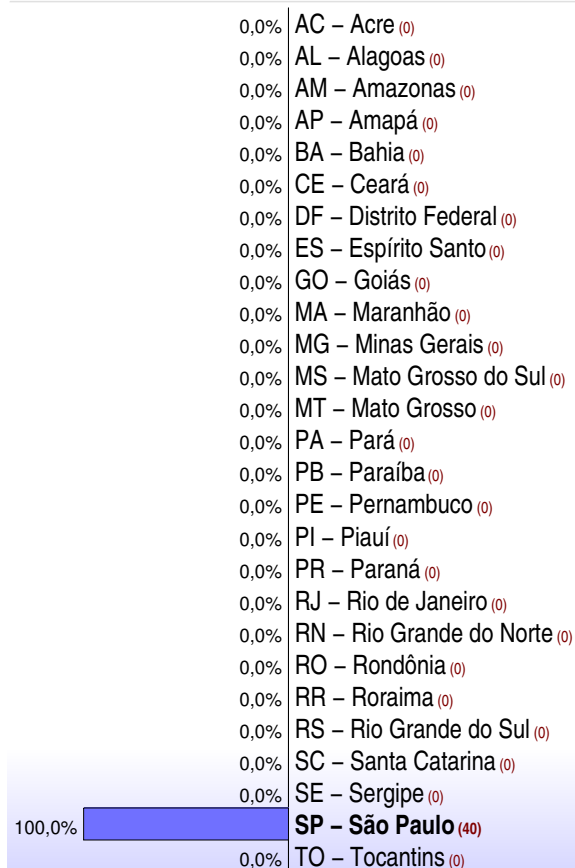 0,0% AC – Acre (0)
0,0% AL – Alagoas (0)
0,0% AM – Amazonas (0)
0,0% AP – Amapá (0)
0,0% BA – Bahia (0)
0,0% CE – Ceará (0)
0,0% DF – Distrito Federal (0)
0,0% ES – Espírito Santo (0)
0,0% GO – Goiás (0)
0,0% MA – Maranhão (0)
0,0% MG – Minas Gerais (0)
0,0% MS – Mato Grosso do Sul (0)
0,0% MT – Mato Grosso (0)
0,0% PA – Pará (0)
0,0% PB – Paraíba (0)
0,0% PE – Pernambuco (0)
0,0% PI – Piauí (0)
0,0% PR – Paraná (0)
0,0% RJ – Rio de Janeiro (0)
0,0% RN – Rio Grande do Norte (0)
0,0% RO – Rondônia (0)
0,0% RR – Roraima (0)
0,0% RS – Rio Grande do Sul (0)
0,0% SC – Santa Catarina (0)
0,0% SE – Sergipe (0)
100,0% SP – São Paulo (40)
0,0% TO – Tocantins (0)